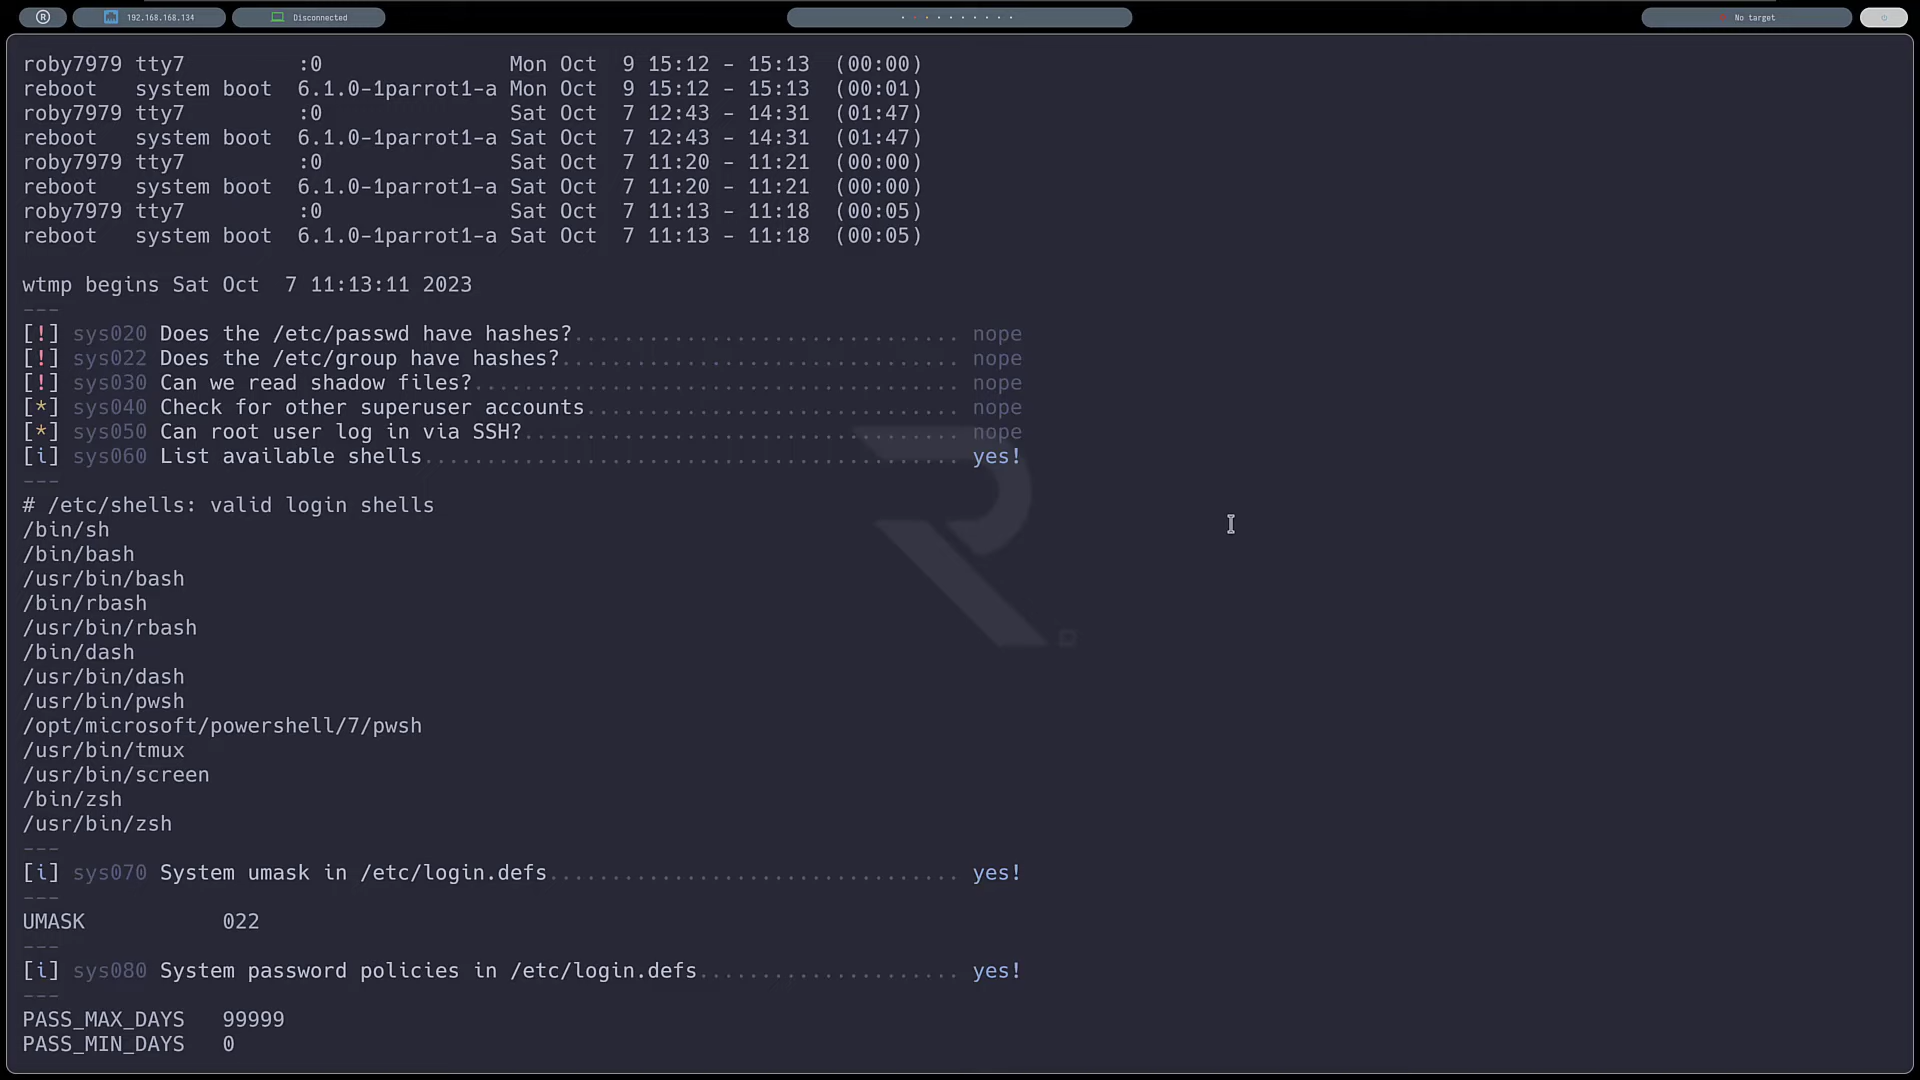 R 192.168.168.134 Disconnected No target
roby7979 tty7         :0               Mon Oct  9 15:12 - 15:13  (00:00)
reboot   system boot  6.1.0-1parrot1-a Mon Oct  9 15:12 - 15:13  (00:01)
roby7979 tty7         :0               Sat Oct  7 12:43 - 14:31  (01:47)
reboot   system boot  6.1.0-1parrot1-a Sat Oct  7 12:43 - 14:31  (01:47)
roby7979 tty7         :0               Sat Oct  7 11:20 - 11:21  (00:00)
reboot   system boot  6.1.0-1parrot1-a Sat Oct  7 11:20 - 11:21  (00:00)
roby7979 tty7         :0               Sat Oct  7 11:13 - 11:18  (00:05)
reboot   system boot  6.1.0-1parrot1-a Sat Oct  7 11:13 - 11:18  (00:05)
wtmp begins Sat Oct  7 11:13:11 2023
---
[!] sys020 Does the /etc/passwd have hashes?............................... nope
[!] sys022 Does the /etc/group have hashes?................................ nope
[!] sys030 Can we read shadow files?....................................... nope
[*] sys040 Check for other superuser accounts.............................. nope
[*] sys050 Can root user log in via SSH?................................... nope
[i] sys060 List available shells........................................... yes!
---
# /etc/shells: valid login shells
/bin/sh
/bin/bash
/usr/bin/bash
/bin/rbash
/usr/bin/rbash
/bin/dash
/usr/bin/dash
/usr/bin/pwsh
/opt/microsoft/powershell/7/pwsh
/usr/bin/tmux
/usr/bin/screen
/bin/zsh
/usr/bin/zsh
---
[i] sys070 System umask in /etc/login.defs................................. yes!
---
UMASK           022
---
[i] sys080 System password policies in /etc/login.defs..................... yes!
---
PASS_MAX_DAYS   99999
PASS_MIN_DAYS   0